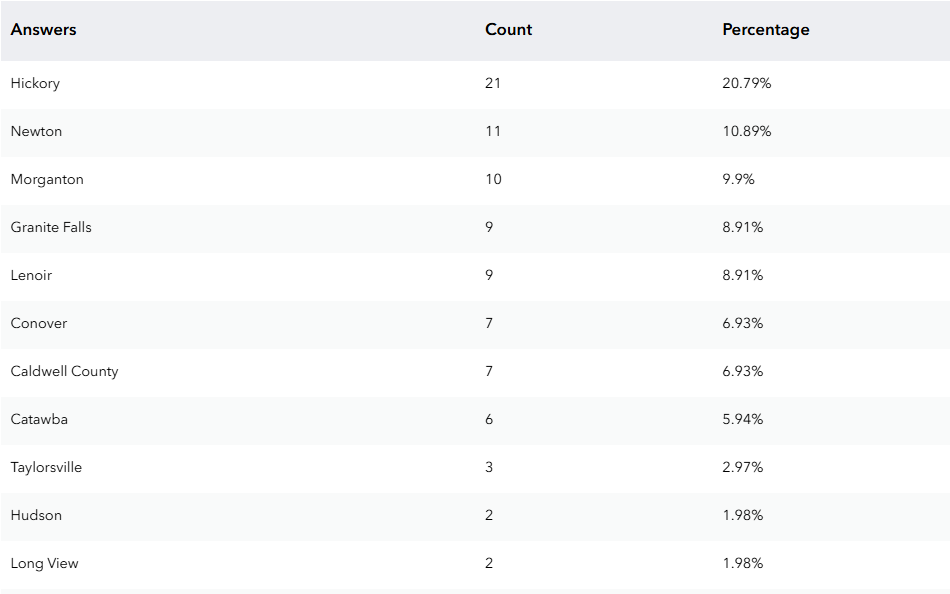 Answers Count Percentage
Hickory 21 20.79%
Newton 11 10.89%
Morganton 10 9.9%
Granite Falls 9 8.91%
Lenoir 9 8.91%
Conover 7 6.93%
Caldwell County 7 6.93%
Catawba 6 5.94%
Taylorsville 3 2.97%
Hudson 2 1.98%
Long View 2 1.98%